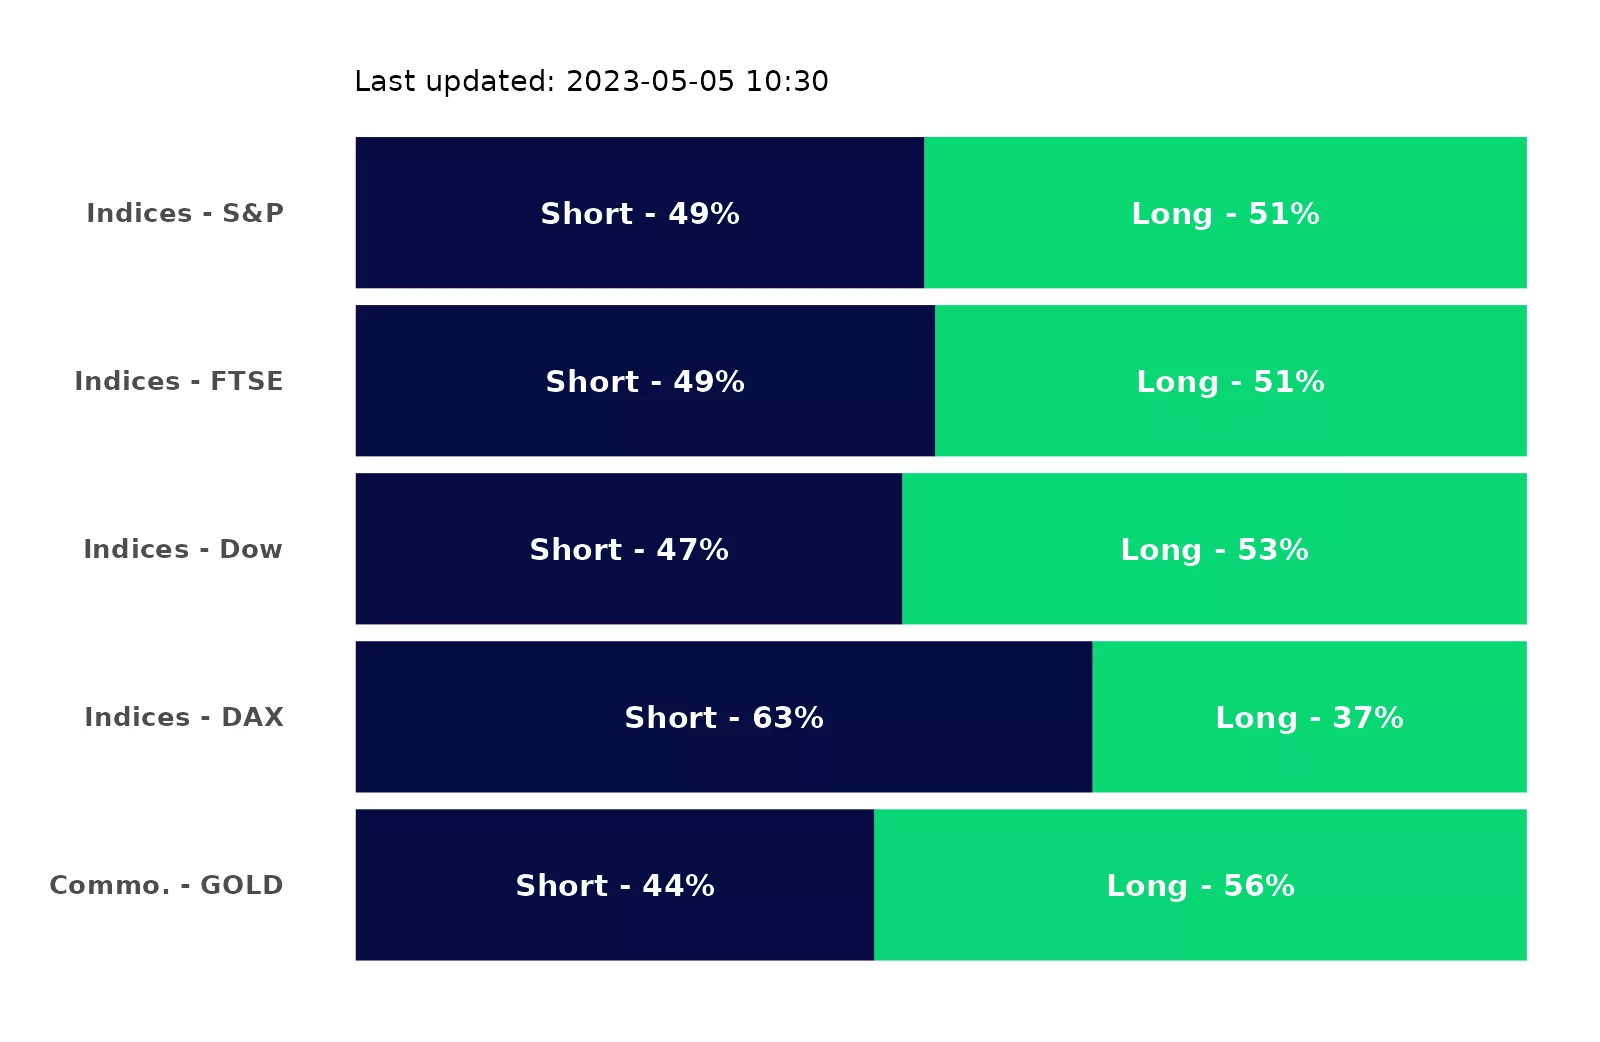 Last updated: 2023-05-05 10:30
Indices - S&P Short - 49% Long - 51%
Indices - FTSE Short - 49% Long - 51%
Indices - Dow Short - 47% Long - 53%
Indices - DAX Short - 63% Long - 37%
Commo. - GOLD Short - 44% Long - 56%